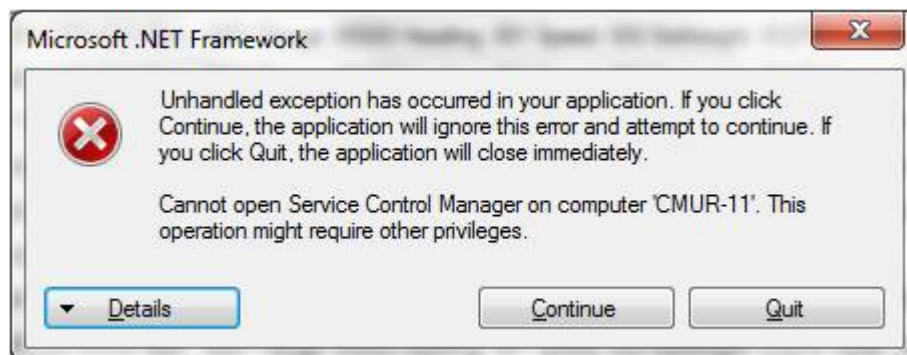 Microsoft .NET Framework
Unhandled exception has occurred in your application. If you click
Continue, the application will ignore this error and attempt to continue. If
you click Quit, the application will close immediately.
Cannot open Service Control Manager on computer 'CMUR-11'. This
operation might require other privileges.
Details
Continue
Quit